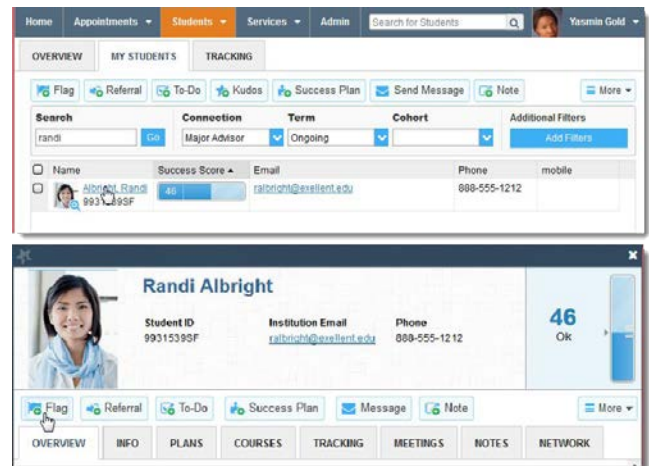 Home Appointments Students Services Admin Search for Students Yasmin Gold
OVERVIEW MY STUDENTS TRACKING
Flag Referral To-Do Kudos Success Plan Send Message Note More
Search Connection Term Cohort Additional Filters
randi Go Major Advisor Ongoing Add Filters
Name Success Score Email Phone mobile
Albright, Randi 46 ralbright@exellent.edu 888-555-1212
Randi Albright
Student ID Institution Email Phone 46
9931539SF ralbright@exellent.edu 888-555-1212 Ok
Flag Referral To-Do Success Plan Message Note More
OVERVIEW INFO PLANS COURSES TRACKING MEETINGS NOTES NETWORK